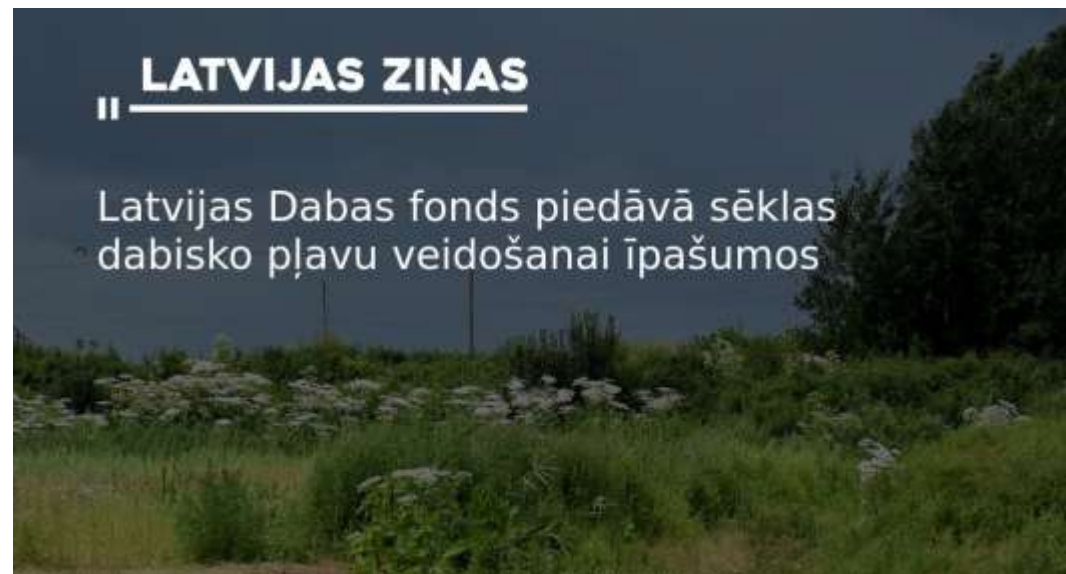 LATVIJAS ZIŅAS
Latvijas Dabas fonds piedāvā sēklas
dabisko pļavu veidošanai īpašumos